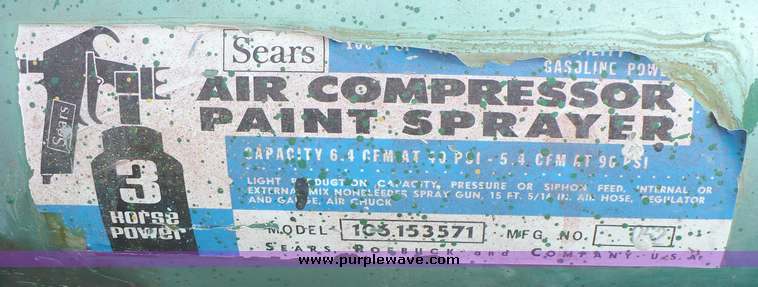 Sears
100 PSI
GASOLINE POWE
AIR COMPRESSOR
PAINT SPRAYER
Sears
CAPACITY 6.4 CFM AT 40 PSI - 5.4 CFM AT 90 PSI
3
HORSE
POWER
LIGHT PRODUCTION CAPACITY, PRESSURE OR SIPHON FEED, INTERNAL OR
EXTERNAL MIX NONBLEEDER SPRAY GUN, 15 FT. 5/16 IN. AIR HOSE, REGULATOR
AND GAUGE, AIR CHUCK
MODEL 106.153571 MFG. NO.
SEARS, ROEBUCK and COMPANY U.S.A.
www.purplewave.com